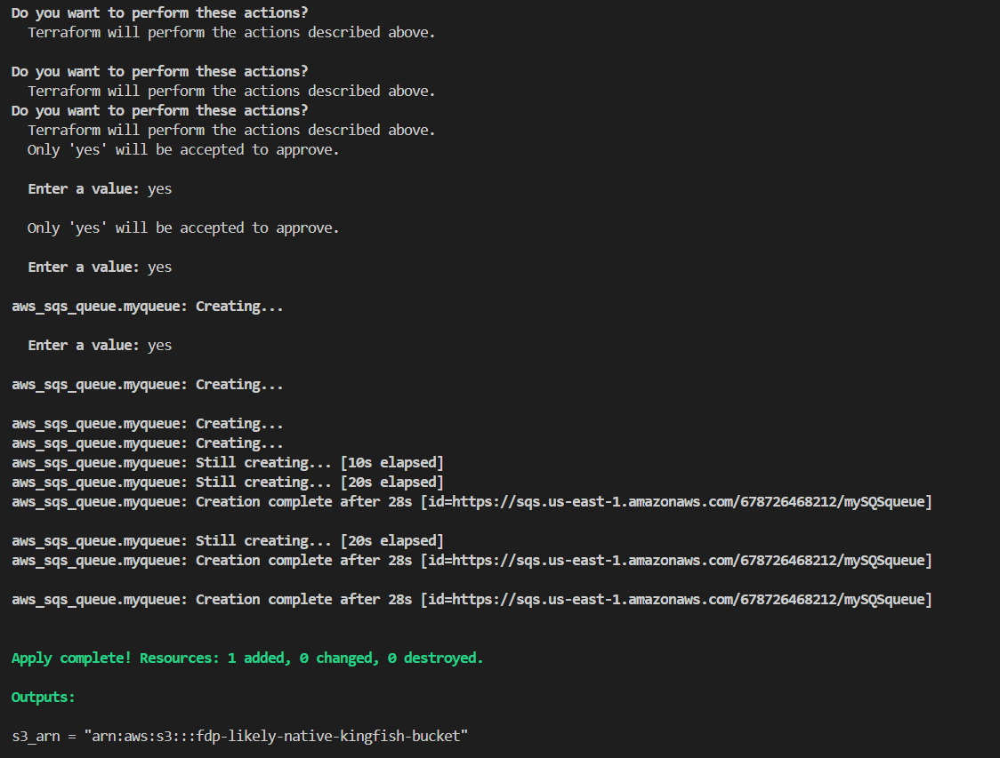 Do you want to perform these actions?
Terraform will perform the actions described above.
Do you want to perform these actions?
Terraform will perform the actions described above.
Do you want to perform these actions?
Terraform will perform the actions described above.
Only 'yes' will be accepted to approve.
Enter a value: yes
Only 'yes' will be accepted to approve.
Enter a value: yes
aws_sqs_queue.myqueue: Creating...
Enter a value: yes
aws_sqs_queue.myqueue: Creating...
aws_sqs_queue.myqueue: Creating...
aws_sqs_queue.myqueue: Creating...
aws_sqs_queue.myqueue: Still creating... [10s elapsed]
aws_sqs_queue.myqueue: Still creating... [20s elapsed]
aws_sqs_queue.myqueue: Creation complete after 28s [id=https://sqs.us-east-1.amazonaws.com/678726468212/mySQSqueue]
aws_sqs_queue.myqueue: Still creating... [20s elapsed]
aws_sqs_queue.myqueue: Creation complete after 28s [id=https://sqs.us-east-1.amazonaws.com/678726468212/mySQSqueue]
aws_sqs_queue.myqueue: Creation complete after 28s [id=https://sqs.us-east-1.amazonaws.com/678726468212/mySQSqueue]
Apply complete! Resources: 1 added, 0 changed, 0 destroyed.
Outputs:
s3_arn = "arn:aws:s3:::fdp-likely-native-kingfish-bucket"